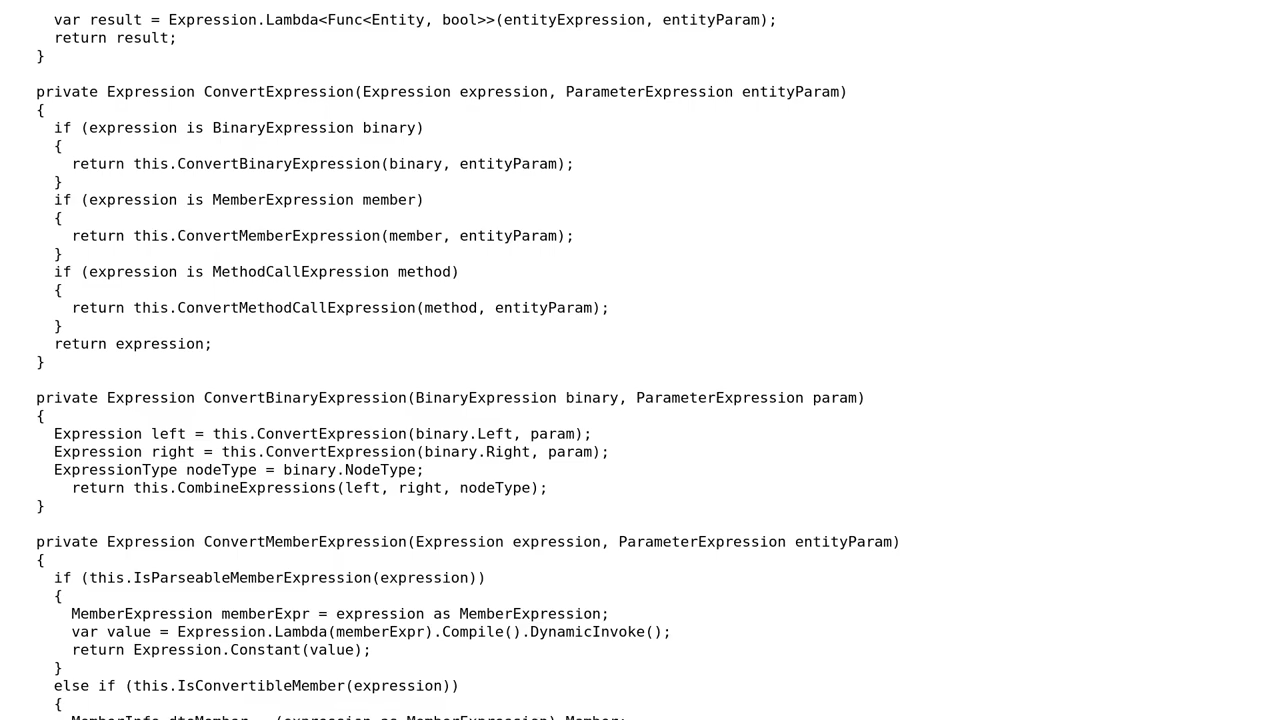 var result = Expression.Lambda<Func<Entity, bool>>(entityExpression, entityParam);
return result;
}
private Expression ConvertExpression(Expression expression, ParameterExpression entityParam)
{
if (expression is BinaryExpression binary)
{
return this.ConvertBinaryExpression(binary, entityParam);
}
if (expression is MemberExpression member)
{
return this.ConvertMemberExpression(member, entityParam);
}
if (expression is MethodCallExpression method)
{
return this.ConvertMethodCallExpression(method, entityParam);
}
return expression;
}
private Expression ConvertBinaryExpression(BinaryExpression binary, ParameterExpression param)
{
Expression left = this.ConvertExpression(binary.Left, param);
Expression right = this.ConvertExpression(binary.Right, param);
ExpressionType nodeType = binary.NodeType;
return this.CombineExpressions(left, right, nodeType);
}
private Expression ConvertMemberExpression(Expression expression, ParameterExpression entityParam)
{
if (this.IsParseableMemberExpression(expression))
{
MemberExpression memberExpr = expression as MemberExpression;
var value = Expression.Lambda(memberExpr).Compile().DynamicInvoke();
return Expression.Constant(value);
}
else if (this.IsConvertibleMember(expression))
{